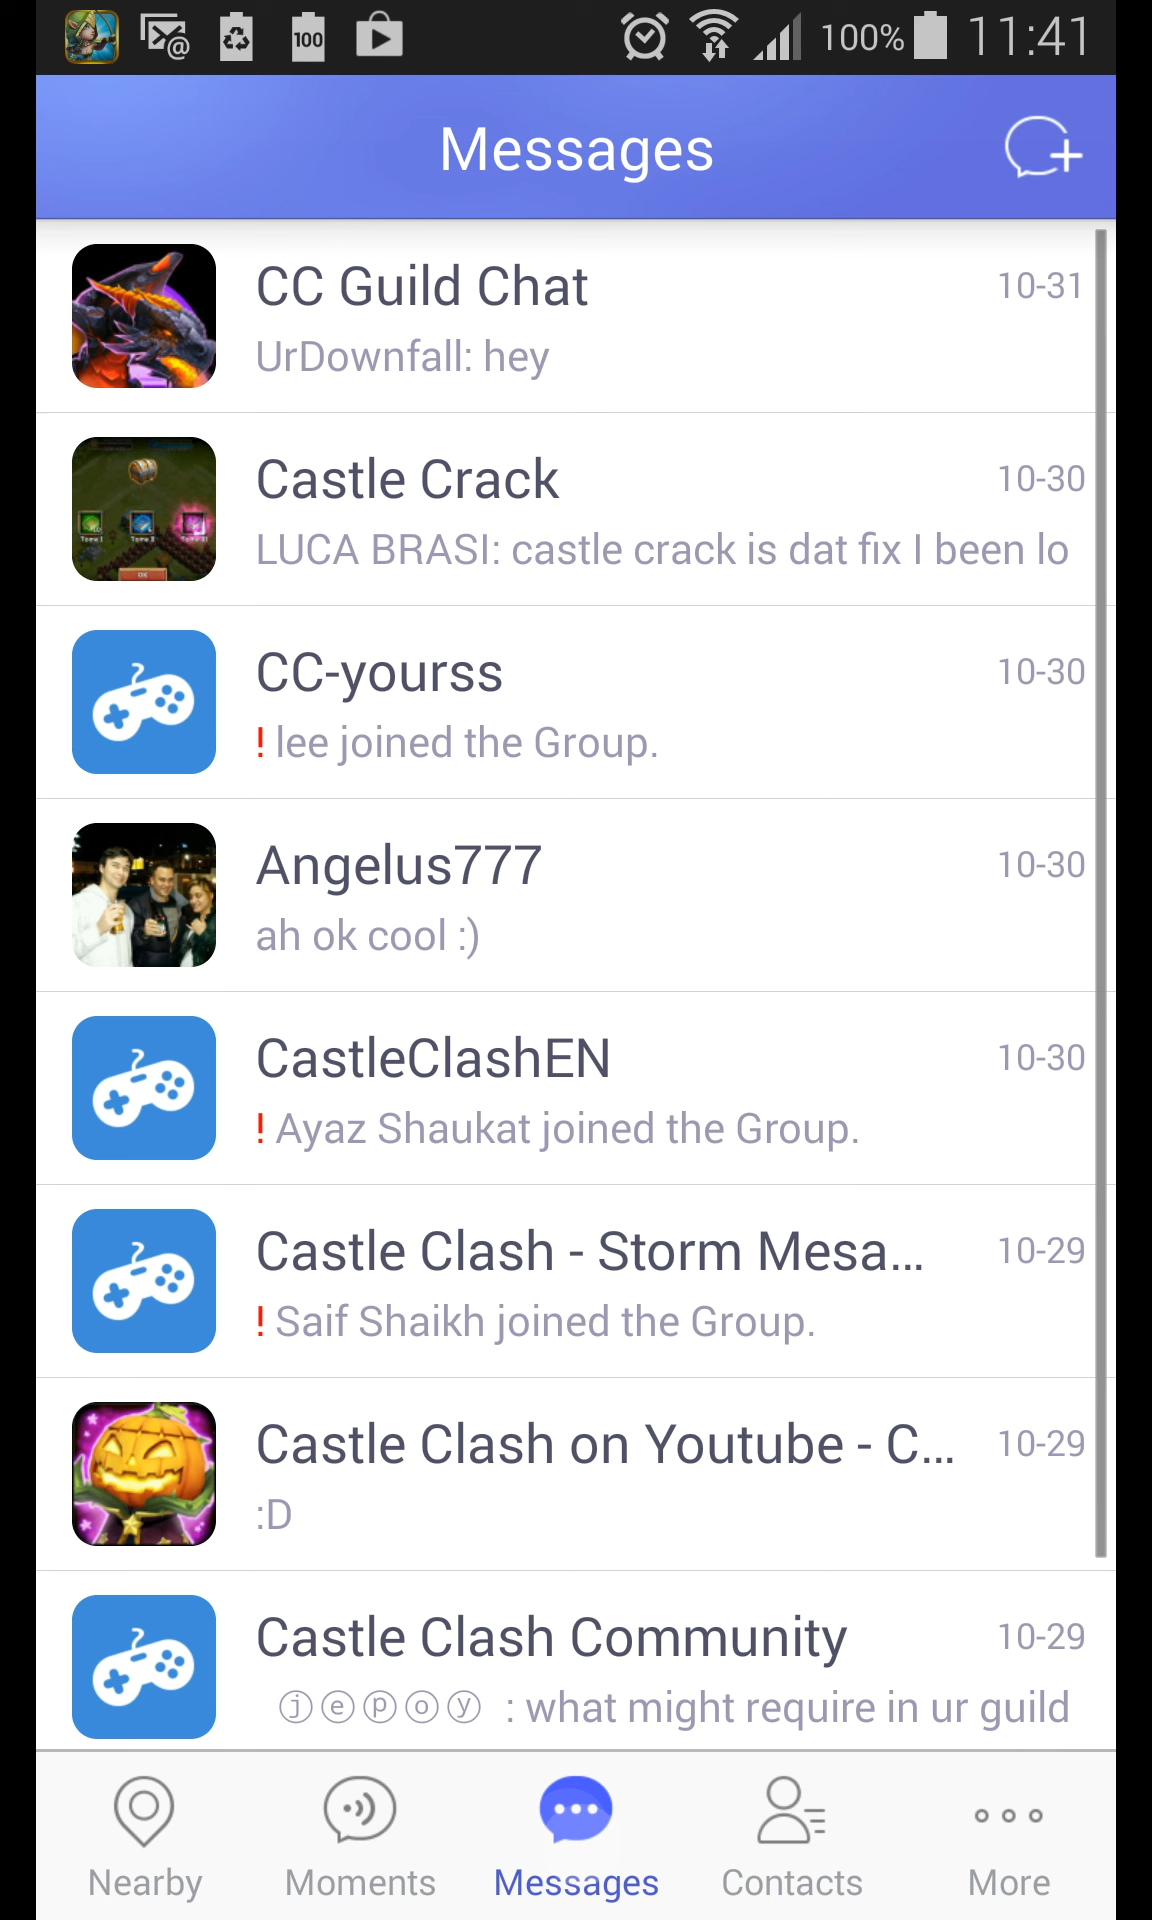 100
100%
11:41
Messages
CC Guild Chat
10-31
UrDownfall: hey
Castle Crack
10-30
LUCA BRASI: castle crack is dat fix I been lo
CC-yourss
10-30
! lee joined the Group.
Angelus777
10-30
ah ok cool :)
CastleClashEN
10-30
! Ayaz Shaukat joined the Group.
Castle Clash - Storm Mesa...
10-29
! Saif Shaikh joined the Group.
Castle Clash on Youtube - C...
10-29
:D
Castle Clash Community
10-29
ⓙⓔⓟⓞⓨ : what might require in ur guild
Nearby
Moments
Messages
Contacts
More